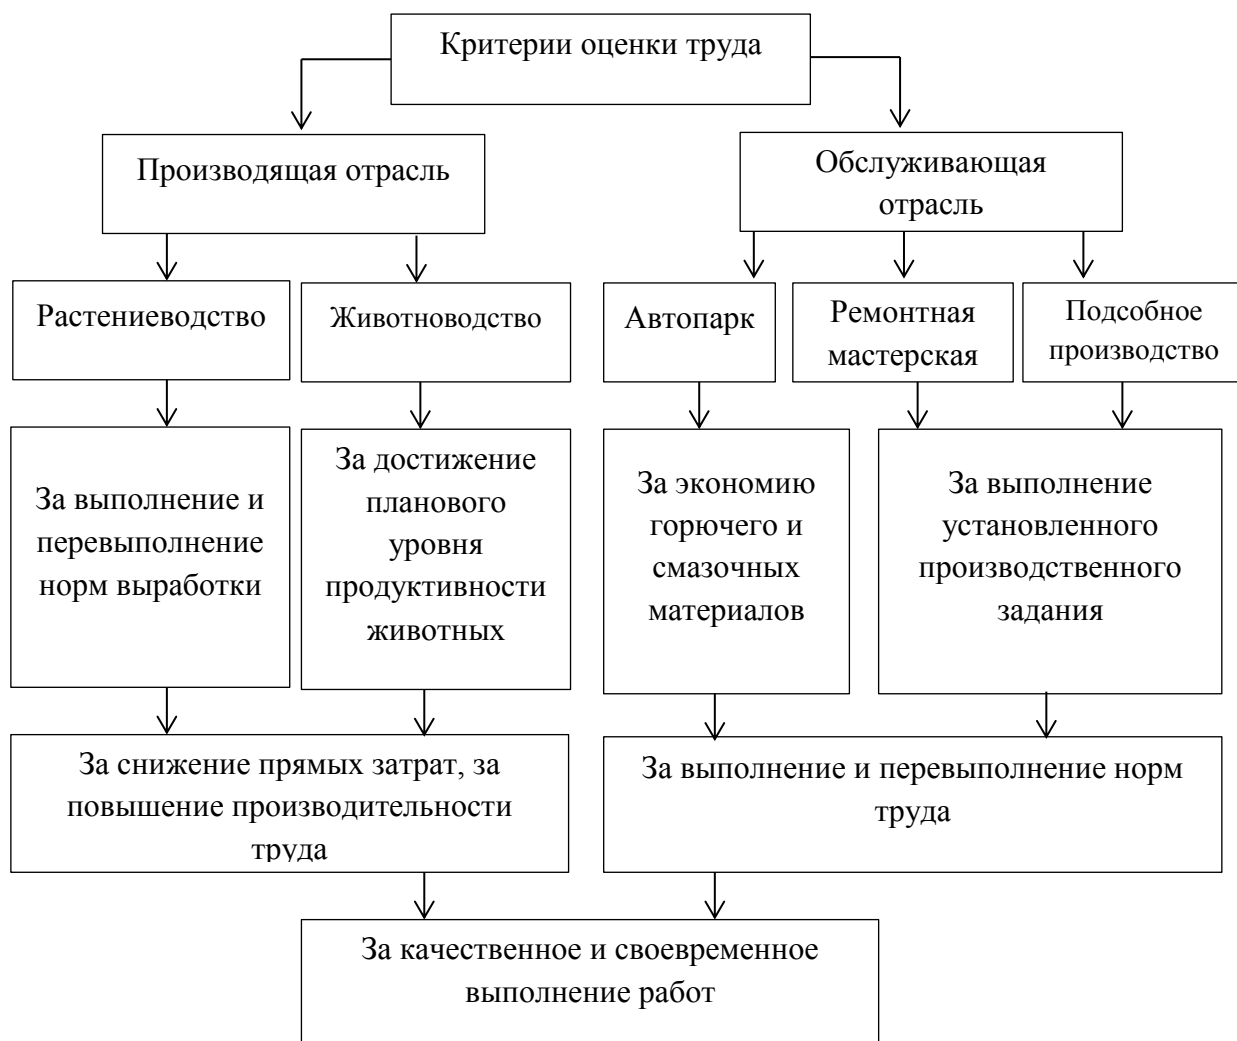 Критерии оценки труда
Производящая отрасль
Обслуживающая
отрасль
Растениеводство
Животноводство
Автопарк
Ремонтная
мастерская
Подсобное
производство
За выполнение и
перевыполнение
норм выработки
За достижение
планового
уровня
продуктивности
животных
За экономию
горючего и
смазочных
материалов
За выполнение
установленного
производственного
задания
За снижение прямых затрат, за
повышение производительности
труда
За выполнение и перевыполнение норм
труда
За качественное и своевременное
выполнение работ